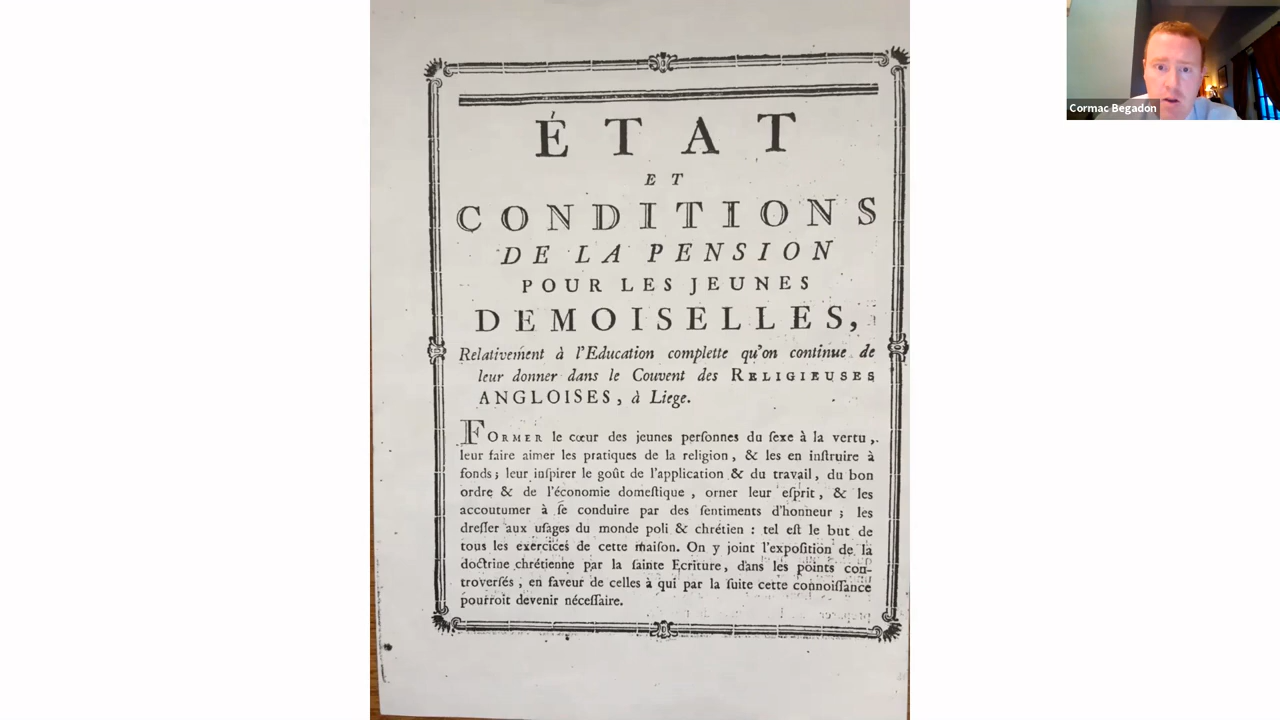 ÉTAT
ET
CONDITIONS
DE LA PENSION
POUR LES JEUNES
DEMOISELLES,
Relativement à l'Education complette qu'on continue de
leur donner dans le Couvent des RELIGIEUSES
ANGLOISES, à Liege.
FORMER le cœur des jeunes perſonnes du ſexe à la vertu,
leur faire aimer les pratiques de la religion, & les en inſtruire à
fonds; leur inſpirer le goût de l'application & du travail, du bon
ordre & de l'économie domeſtique, orner leur eſprit, & les
accoutumer à ſe conduire par des ſentiments d'honneur; les
dreſſer aux uſages du monde poli & chrétien: tel eſt le but de
tous les exercices de cette maiſon. On y joint l'expoſition de la
doctrine chrétienne par la ſainte Ecriture, dans les points con-
troverſés, en faveur de celles à qui par la ſuite cette connoiſſance
pourroit devenir néceſſaire.
Cormac Begadon